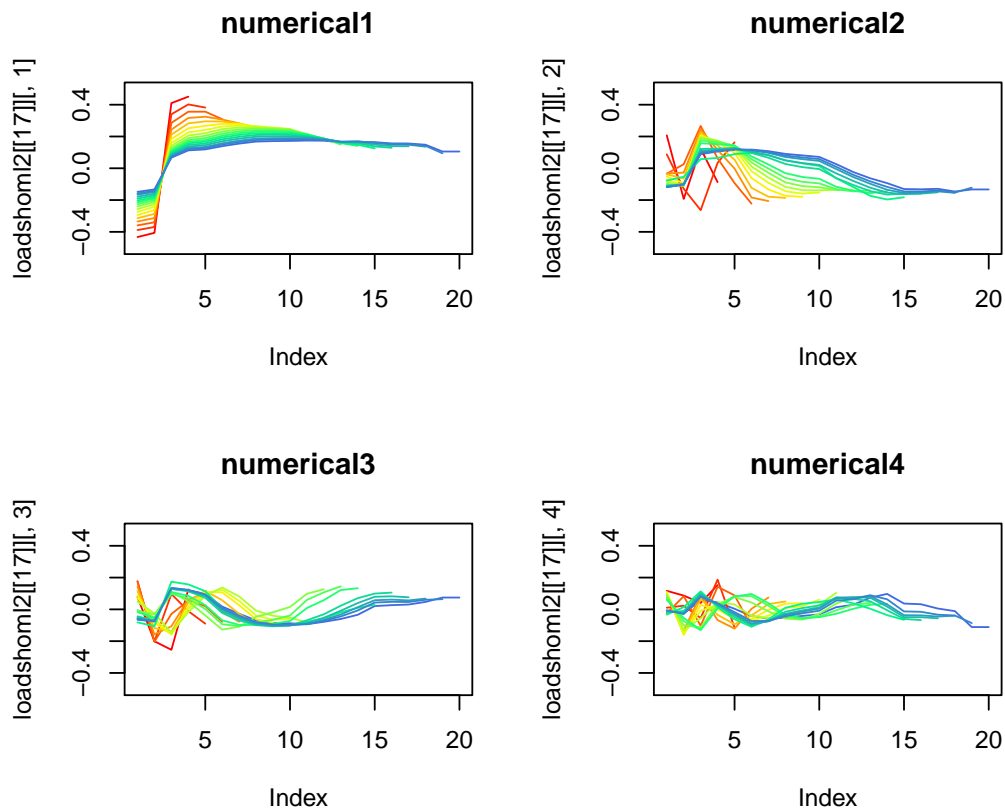 numerical1
loadshoml2[[17]][, 1]
0.4
0.0
−0.4
5 10 15 20
Index
numerical2
loadshoml2[[17]][, 2]
0.4
0.0
−0.4
5 10 15 20
Index
numerical3
loadshoml2[[17]][, 3]
0.4
0.0
−0.4
5 10 15 20
Index
numerical4
loadshoml2[[17]][, 4]
0.4
0.0
−0.4
5 10 15 20
Index